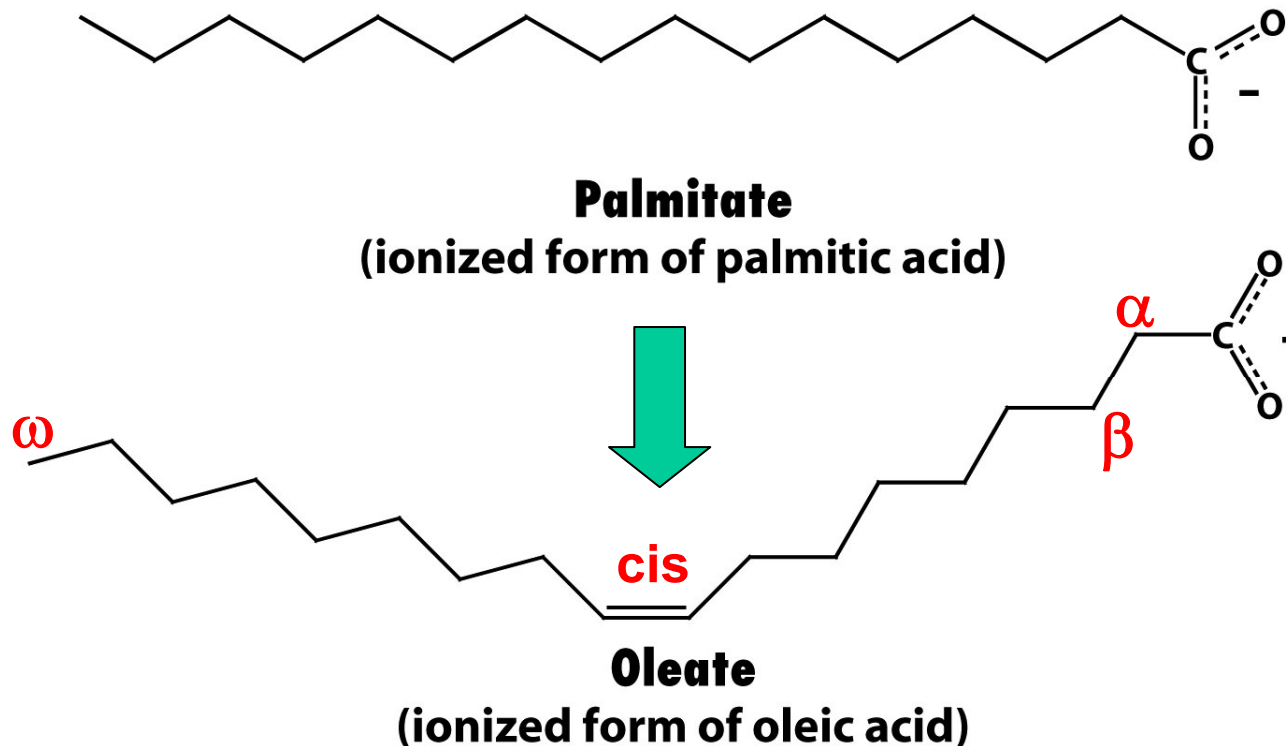 C O
O
-
Palmitate
(ionized form of palmitic acid)
O
α
C
-
β
O
ω
cis
Oleate
(ionized form of oleic acid)